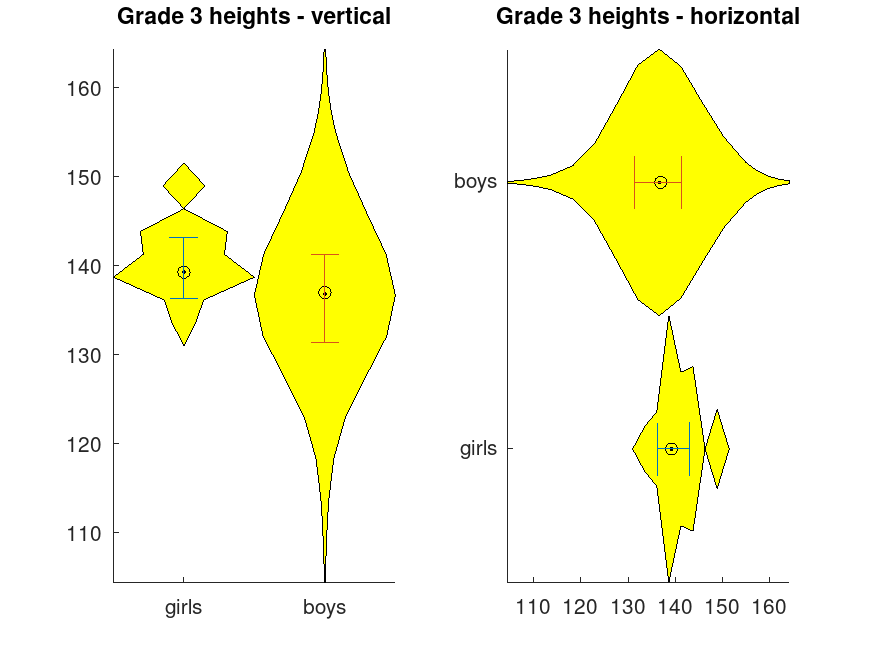 Grade 3 heights - vertical
160
150
140
130
120
110
girls boys
Grade 3 heights - horizontal
boys
girls
110 120 130 140 150 160